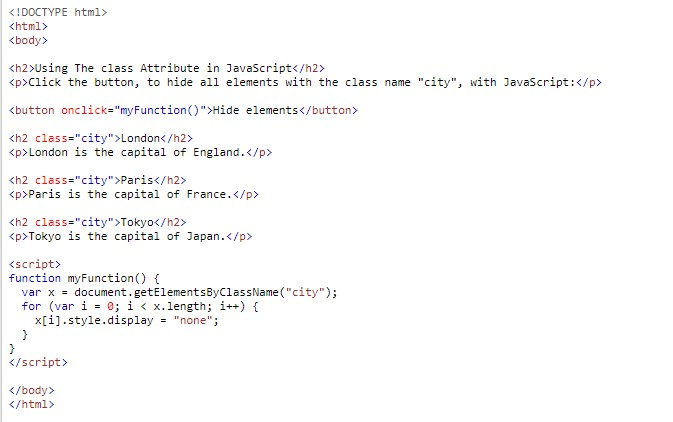 <!DOCTYPE html>
<html>
<body>

<h2>Using The class Attribute in JavaScript</h2>
<p>Click the button, to hide all elements with the class name "city", with JavaScript:</p>

<button onclick="myFunction()">Hide elements</button>

<h2 class="city">London</h2>
<p>London is the capital of England.</p>

<h2 class="city">Paris</h2>
<p>Paris is the capital of France.</p>

<h2 class="city">Tokyo</h2>
<p>Tokyo is the capital of Japan.</p>

<script>
function myFunction() {
  var x = document.getElementsByClassName("city");
  for (var i = 0; i < x.length; i++) {
    x[i].style.display = "none";
  }
}
</script>

</body>
</html>